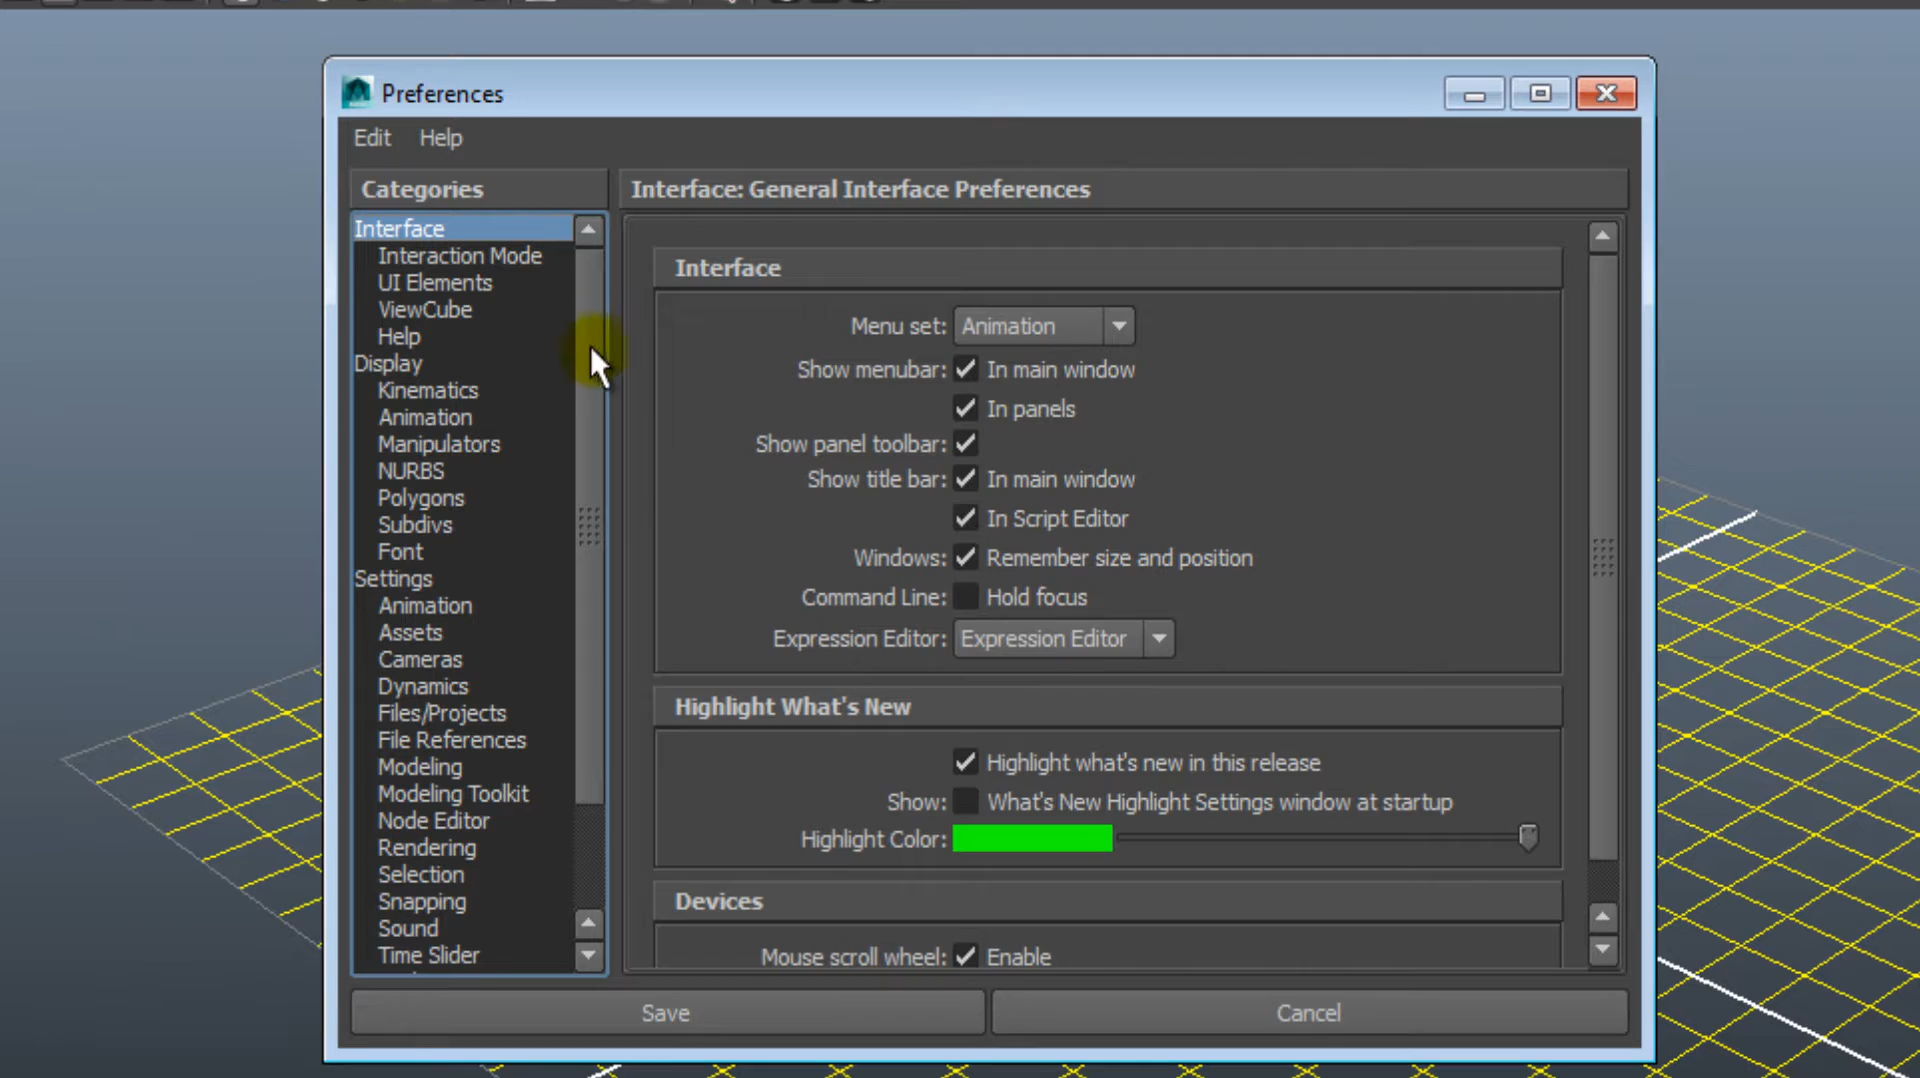 Preferences
Edit Help
Categories
Interface
Interaction Mode
UI Elements
ViewCube
Help
Display
Kinematics
Animation
Manipulators
NURBS
Polygons
Subdivs
Font
Settings
Animation
Assets
Cameras
Dynamics
Files/Projects
File References
Modeling
Modeling Toolkit
Node Editor
Rendering
Selection
Snapping
Sound
Time Slider
Interface: General Interface Preferences
Interface
Menu set: Animation
Show menubar: In main window
In panels
Show panel toolbar:
Show title bar: In main window
In Script Editor
Windows: Remember size and position
Command Line: Hold focus
Expression Editor: Expression Editor
Highlight What's New
Highlight what's new in this release
Show: What's New Highlight Settings window at startup
Highlight Color:
Devices
Mouse scroll wheel: Enable
Save Cancel